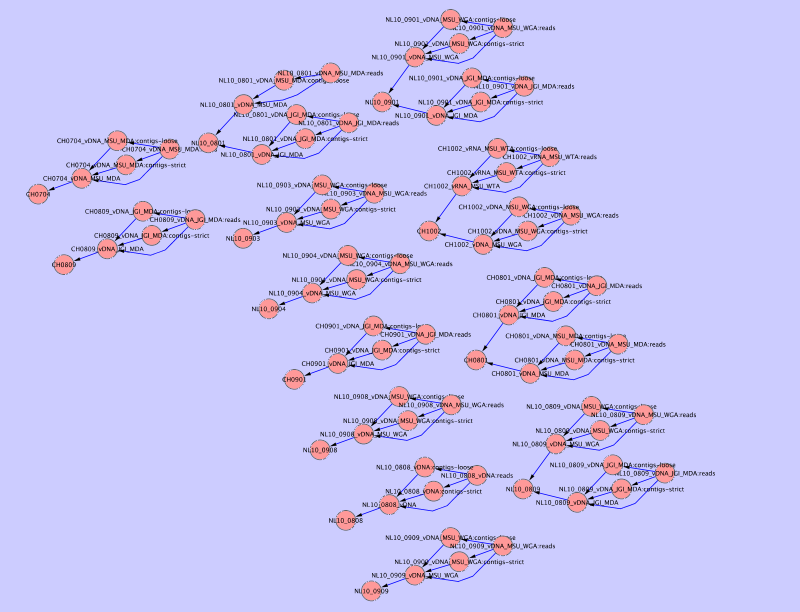 NL10_0901_vDNA_MSU_WGA:contigs-loose
NL10_0901_vDNA_MSU_WGA:reads
NL10_0901_vDNA_MSU_WGA:contigs-strict
NL10_0901_vDNA_MSU_WGA
NL10_0901_vDNA_JGI_MDA:contigs-loose
NL10_0901_vDNA_JGI_MDA:reads
NL10_0901_vDNA_JGI_MDA:contigs-strict
NL10_0901_vDNA_JGI_MDA
NL10_0901
NL10_0801_vDNA_MSU_MDA:reads
NL10_0801_vDNA_MSU_MDA:contigs-loose
NL10_0801_vDNA_MSU_MDA
NL10_0801_vDNA_JGI_MDA:contigs-loose
NL10_0801_vDNA_JGI_MDA:reads
NL10_0801_vDNA_JGI_MDA:contigs-strict
NL10_0801_vDNA_JGI_MDA
NL10_0801
CH0704_vDNA_MSU_MDA:contigs-loose
CH0704_vDNA_MSU_MDA:reads
CH0704_vDNA_MSU_MDA:contigs-strict
CH0704_vDNA_MSU_MDA
CH0704
CH1002_vRNA_MSU_WTA:contigs-loose
CH1002_vRNA_MSU_WTA:reads
CH1002_vRNA_MSU_WTA:contigs-strict
CH1002_vRNA_MSU_WTA
CH1002_vDNA_MSU_WGA:contigs-loose
CH1002_vDNA_MSU_WGA:reads
CH1002_vDNA_MSU_WGA:contigs-strict
CH1002_vDNA_MSU_WGA
CH1002
NL10_0903_vDNA_MSU_WGA:contigs-loose
NL10_0903_vDNA_MSU_WGA:reads
NL10_0903_vDNA_MSU_WGA:contigs-strict
NL10_0903_vDNA_MSU_WGA
NL10_0903
CH0809_vDNA_JGI_MDA:contigs-loose
CH0809_vDNA_JGI_MDA:reads
CH0809_vDNA_JGI_MDA:contigs-strict
CH0809_vDNA_JGI_MDA
CH0809
NL10_0904_vDNA_MSU_WGA:contigs-loose
NL10_0904_vDNA_MSU_WGA:reads
NL10_0904_vDNA_MSU_WGA:contigs-strict
NL10_0904_vDNA_MSU_WGA
NL10_0904
CH0801_vDNA_JGI_MDA:contigs-loose
CH0801_vDNA_JGI_MDA:reads
CH0801_vDNA_JGI_MDA:contigs-strict
CH0801_vDNA_JGI_MDA
CH0801_vDNA_MSU_MDA:contigs-loose
CH0801_vDNA_MSU_MDA:reads
CH0801_vDNA_MSU_MDA:contigs-strict
CH0801_vDNA_MSU_MDA
CH0801
CH0901_vDNA_JGI_MDA:contigs-loose
CH0901_vDNA_JGI_MDA:reads
CH0901_vDNA_JGI_MDA:contigs-strict
CH0901_vDNA_JGI_MDA
CH0901
NL10_0908_vDNA_MSU_WGA:contigs-loose
NL10_0908_vDNA_MSU_WGA:reads
NL10_0908_vDNA_MSU_WGA:contigs-strict
NL10_0908_vDNA_MSU_WGA
NL10_0908
NL10_0809_vDNA_MSU_WGA:contigs-loose
NL10_0809_vDNA_MSU_WGA:reads
NL10_0809_vDNA_MSU_WGA:contigs-strict
NL10_0809_vDNA_MSU_WGA
NL10_0809_vDNA_JGI_MDA:contigs-loose
NL10_0809_vDNA_JGI_MDA:reads
NL10_0809_vDNA_JGI_MDA:contigs-strict
NL10_0809_vDNA_JGI_MDA
NL10_0809
NL10_0808_vDNA:contigs-loose
NL10_0808_vDNA:reads
NL10_0808_vDNA:contigs-strict
NL10_0808_vDNA
NL10_0808
NL10_0909_vDNA_MSU_WGA:contigs-loose
NL10_0909_vDNA_MSU_WGA:reads
NL10_0909_vDNA_MSU_WGA:contigs-strict
NL10_0909_vDNA_MSU_WGA
NL10_0909